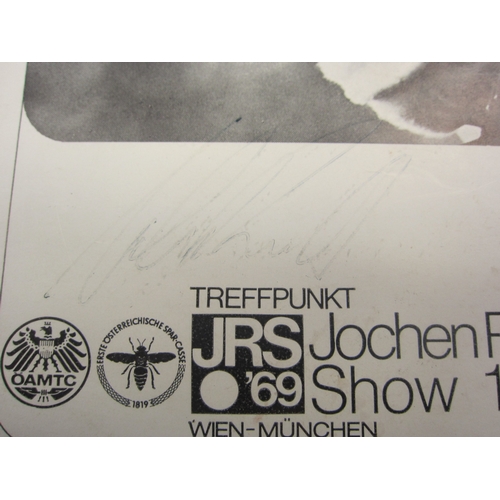 TREFFPUNKT
JRS '69
Jochen
Show
WIEN-MÜNCHEN
ÖAMTC
ERSTE ÖSTERREICHISCHE SPAR-CASSE
1819